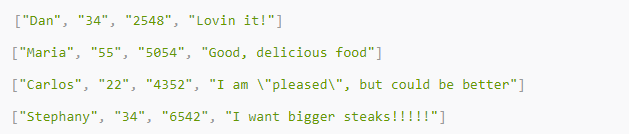 ["Dan", "34", "2548", "Lovin it!"]
["Maria", "55", "5054", "Good, delicious food"]
["Carlos", "22", "4352", "I am \"pleased\", but could be better"]
["Stephany", "34", "6542", "I want bigger steaks!!!!!"]